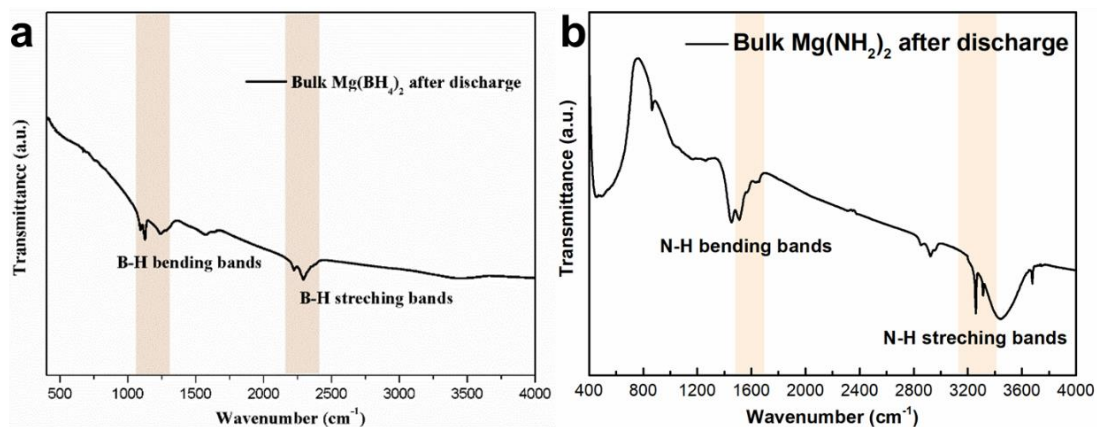 a
Bulk Mg(BH4)2 after discharge
Transmittancc (a.u.)
B-H bending bands
B-H streching bands
500 1000 1500 2000 2500 3000 3500 4000
Wavenumber (cm-1)
b
Bulk Mg(NH2)2 after discharge
Transmittance (a.u.)
N-H bending bands
N-H streching bands
400 800 1200 1600 2000 2400 2800 3200 3600 4000
Wavenumber (cm-1)